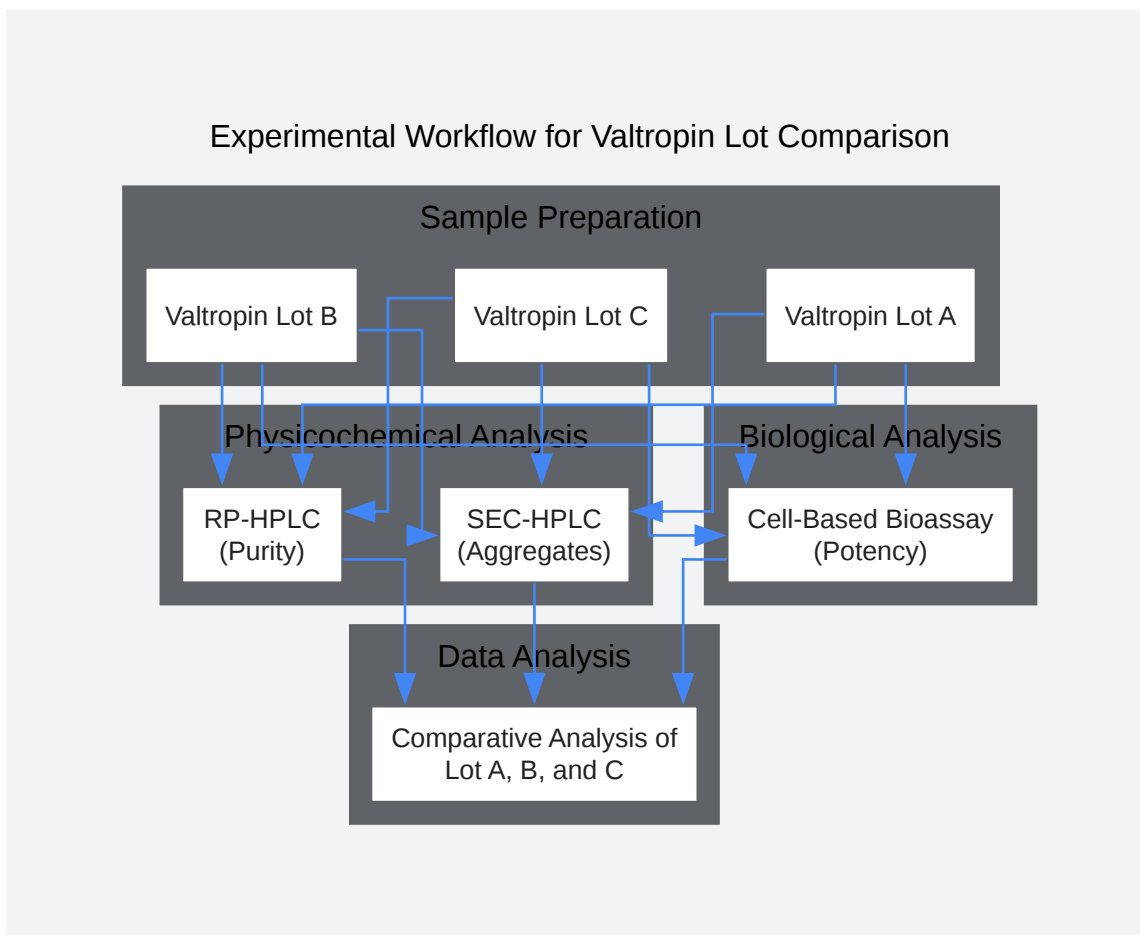 Experimental Workflow for Valtropin Lot Comparison
Sample Preparation
Valtropin Lot B
Valtropin Lot C
Valtropin Lot A
Physicochemical Analysis
Biological Analysis
RP-HPLC
(Purity)
SEC-HPLC
(Aggregates)
Cell-Based Bioassay
(Potency)
Data Analysis
Comparative Analysis of
Lot A, B, and C